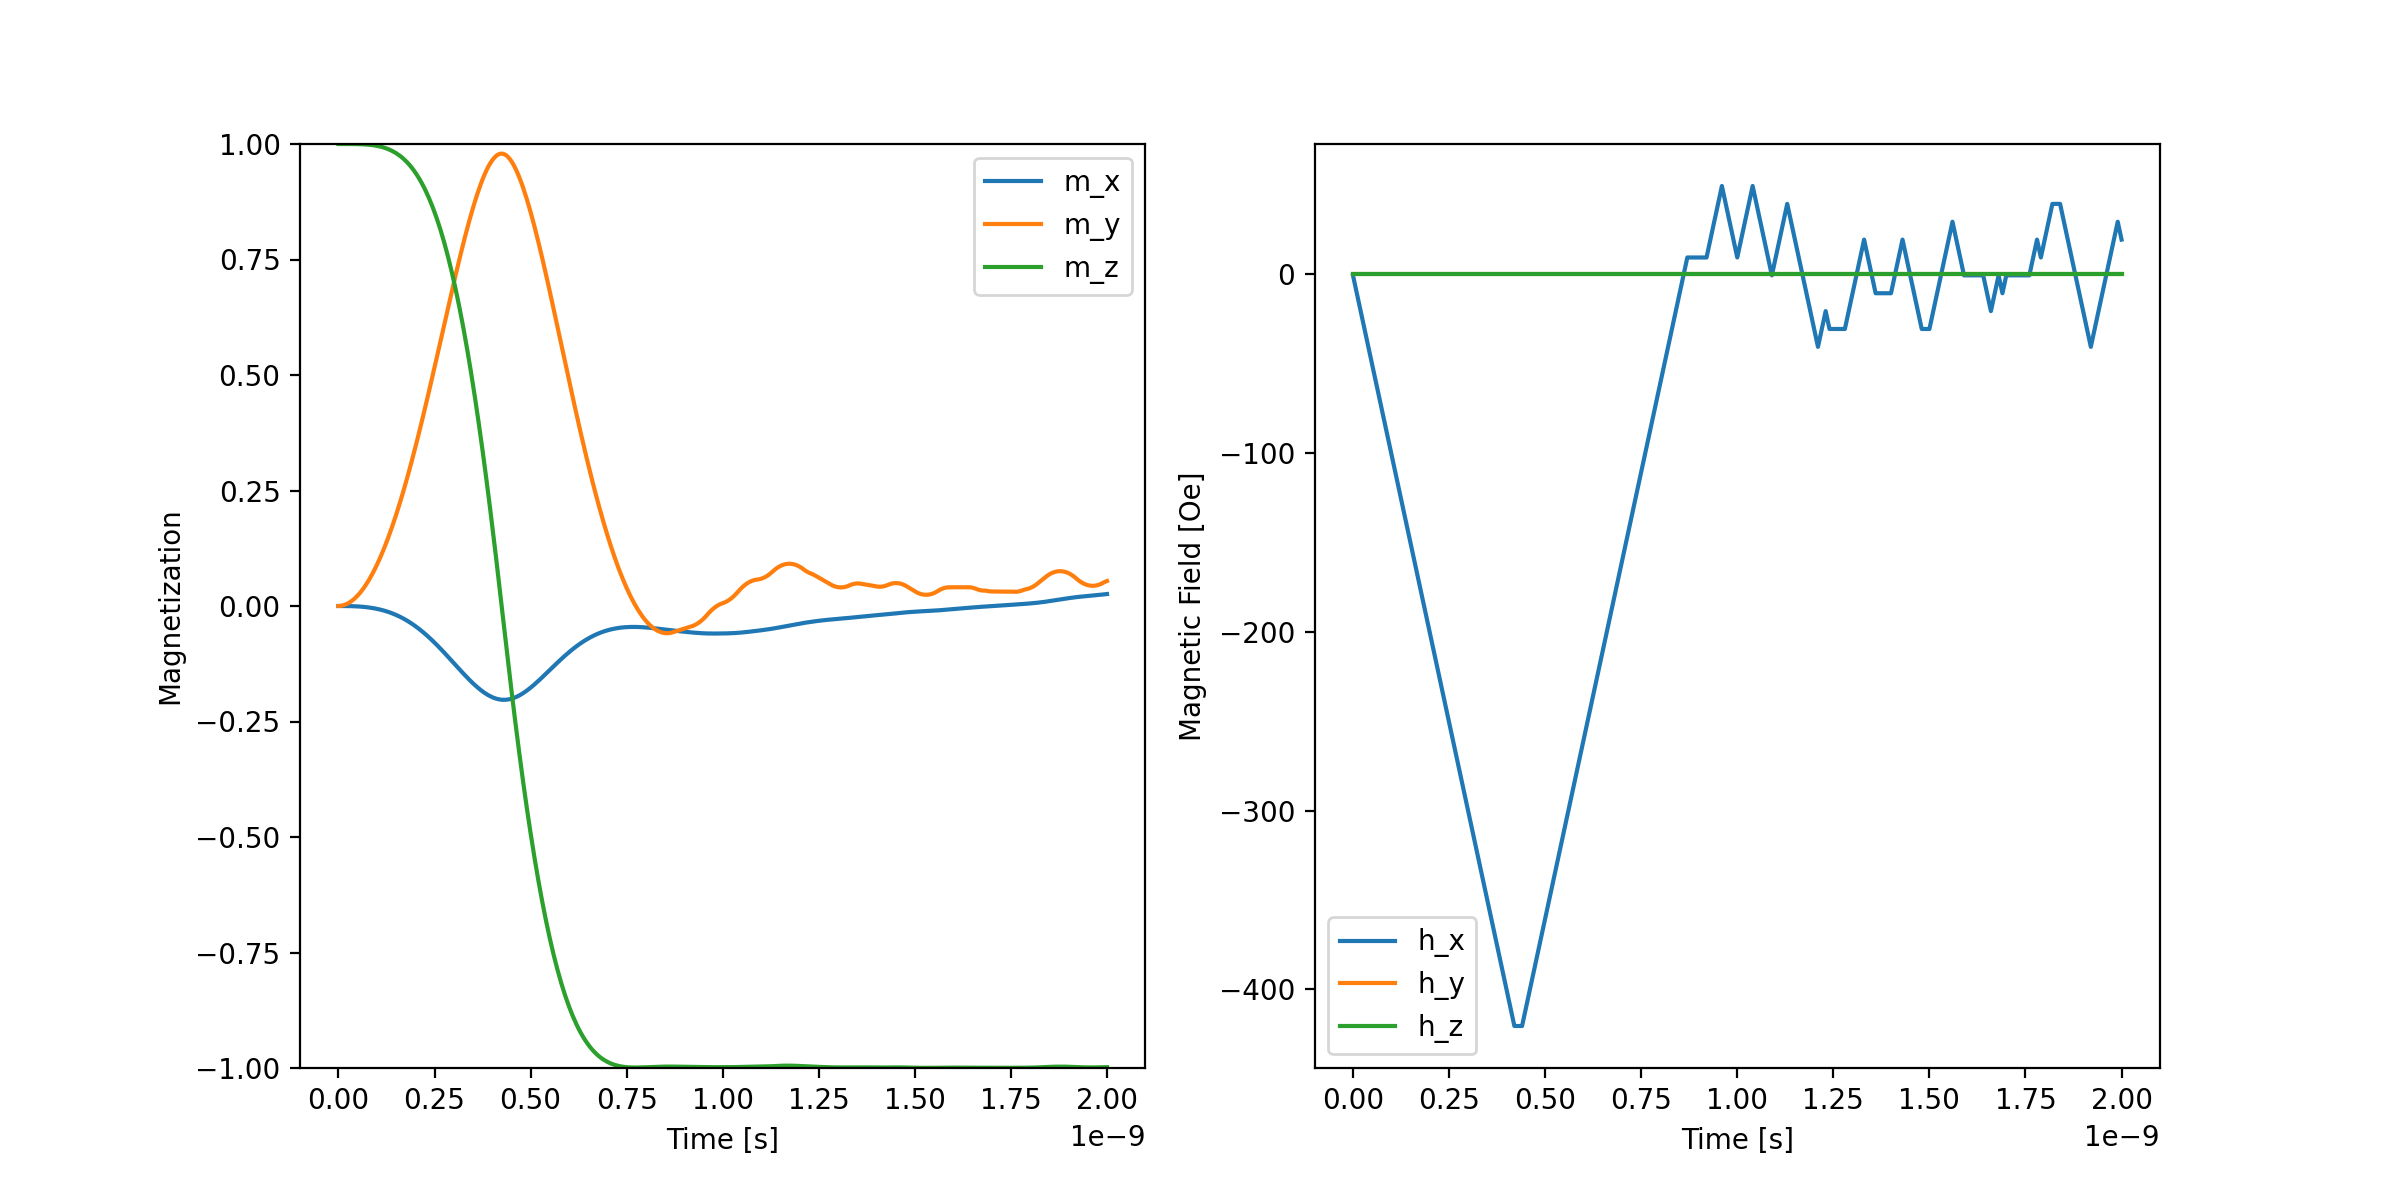 Magnetization
1.00
0.75
0.50
0.25
0.00
−0.25
−0.50
−0.75
−1.00
m_x
m_y
m_z
0.00 0.25 0.50 0.75 1.00 1.25 1.50 1.75 2.00
1e−9
Time [s]
Magnetic Field [Oe]
0
−100
−200
−300
−400
h_x
h_y
h_z
0.00 0.25 0.50 0.75 1.00 1.25 1.50 1.75 2.00
1e−9
Time [s]